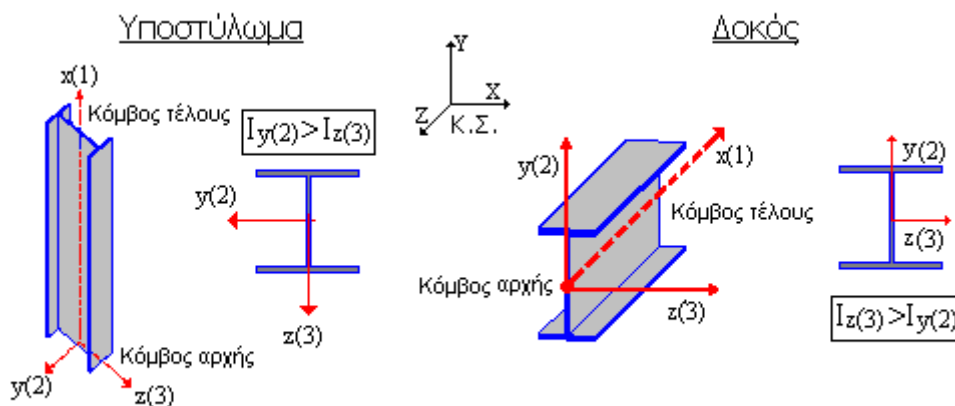 Υποστύλωμα
x(1)
Κόμβος τέλους
Iy(2)>Iz(3)
y(2)
z(3)
Κόμβος αρχής
y(2)
z(3)
Y
X
Z
Κ.Σ.
Δοκός
y(2)
x(1)
Κόμβος τέλους
Κόμβος αρχής
z(3)
y(2)
z(3)
Iz(3)>Iy(2)